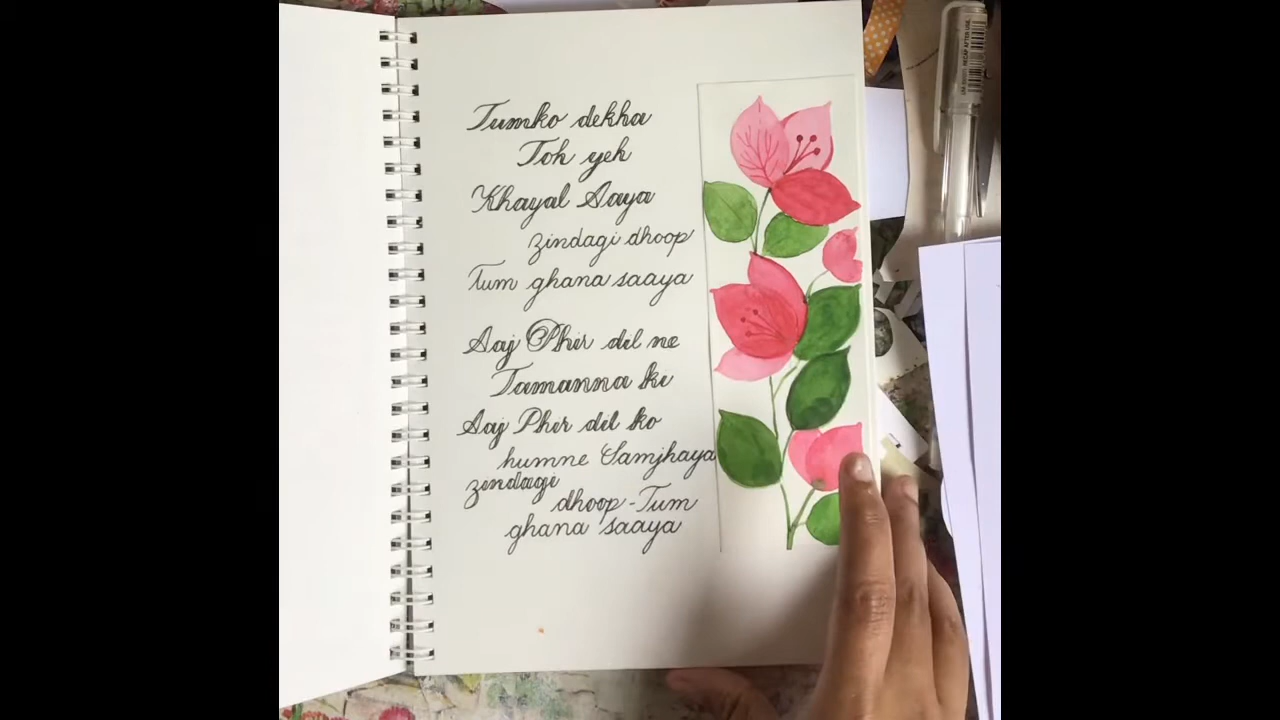 Tumko dekha
Toh yeh
Khayal Aaya
zindagi dhoop
Tum ghana saaya
Aaj Phir dil ne
Tamanna ki
Aaj Phir dil ko
humne Samjhaya
zindagi
dhoop - Tum
ghana saaya